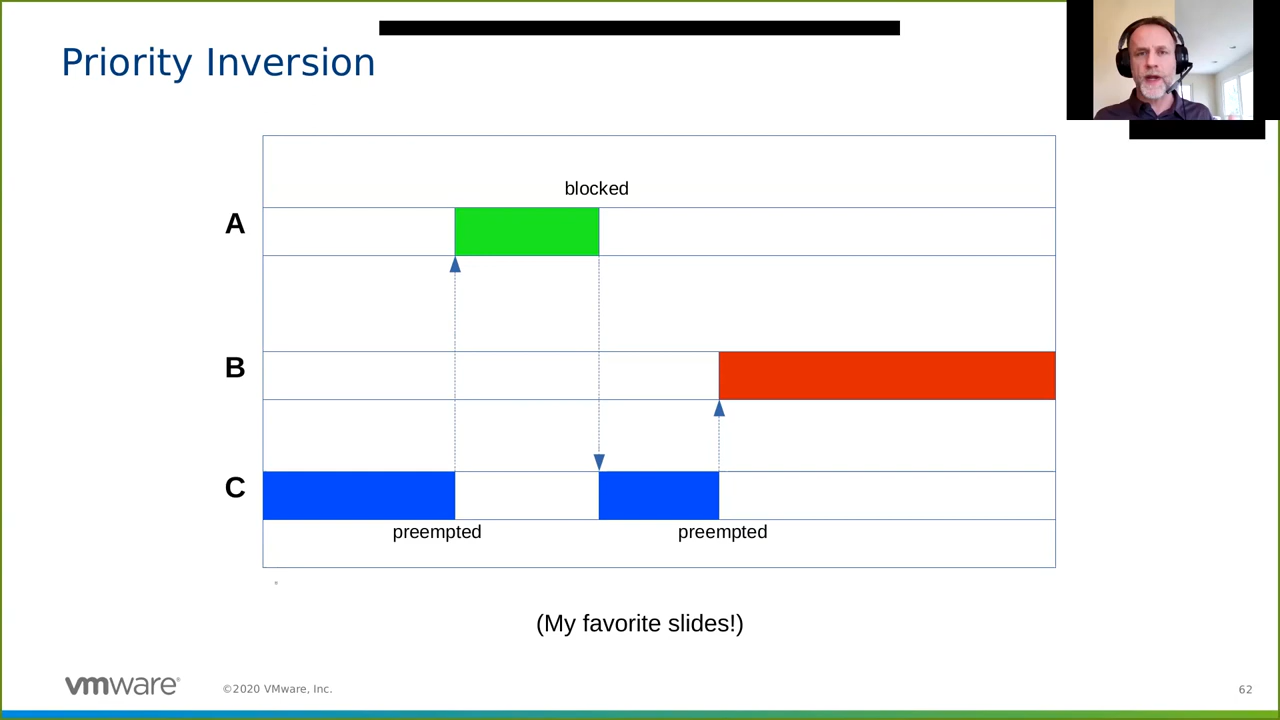 Priority Inversion
blocked
A
B
C
preempted
preempted
(My favorite slides!)
vmware®
©2020 VMware, Inc.
62